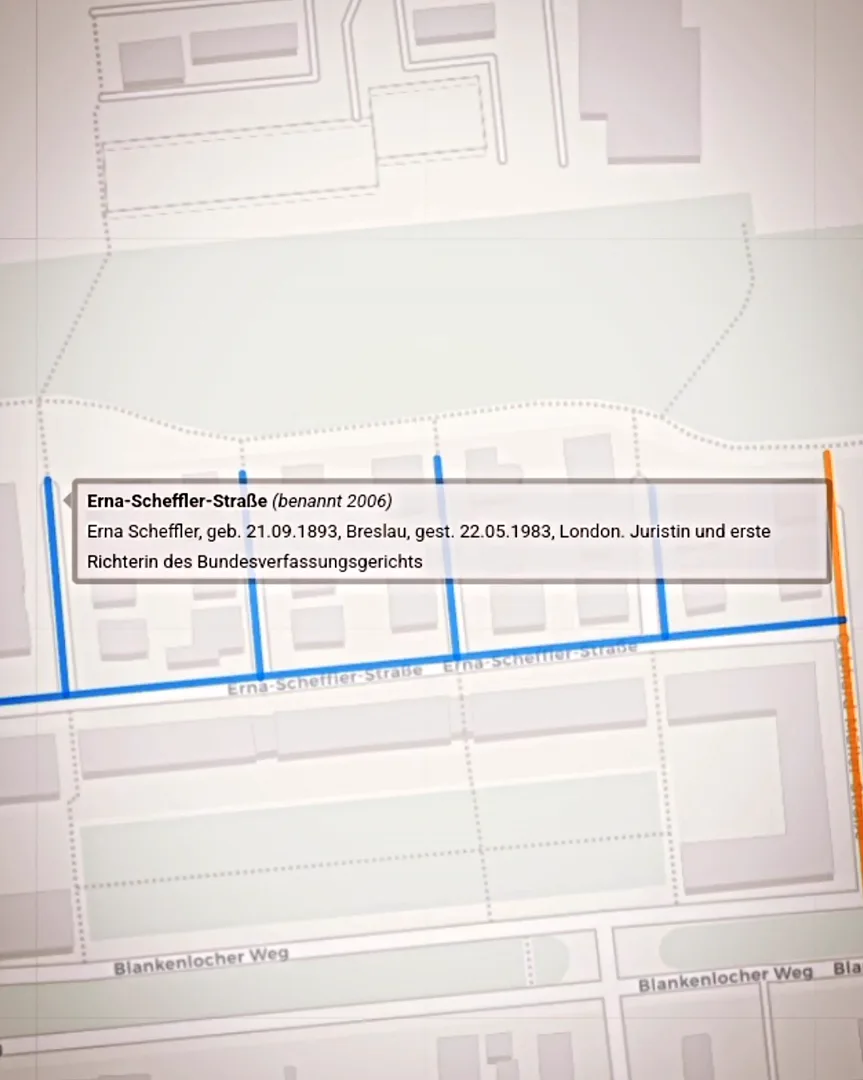 Erna-Scheffler-Straße (benannt 2006)
Erna Scheffler, geb. 21.09.1893, Breslau, gest. 22.05.1983, London. Juristin und erste
Richterin des Bundesverfassungsgerichts
Erna-Scheffler-Straße Erna-Scheffler-Straße
Blankenlocher Weg
Blankenlocher Weg Bla